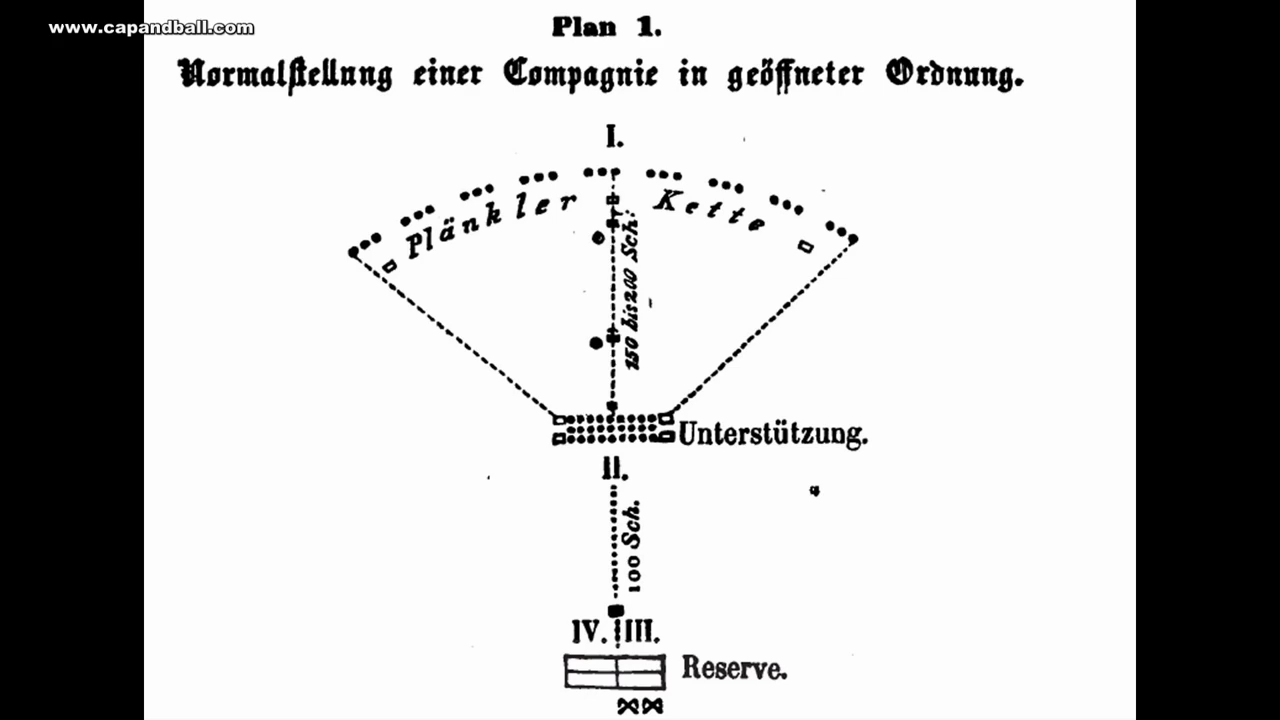 www.capandball.com
Plan 1.
Normalstellung einer Compagnie in geöffneter Ordnung.
I.
Plänkler Kette
150 bis 200 Sch.
Unterstützung.
II.
100 Sch.
IV. III.
Reserve.